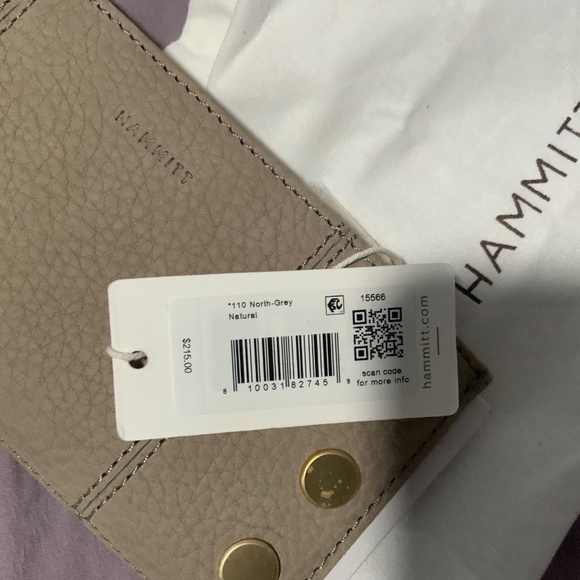 HAMMITT
HAMMITT
*110 North-Grey
Natural
15566
$215.00
8 10031 82745 9
scan code
for more info
hammitt.com